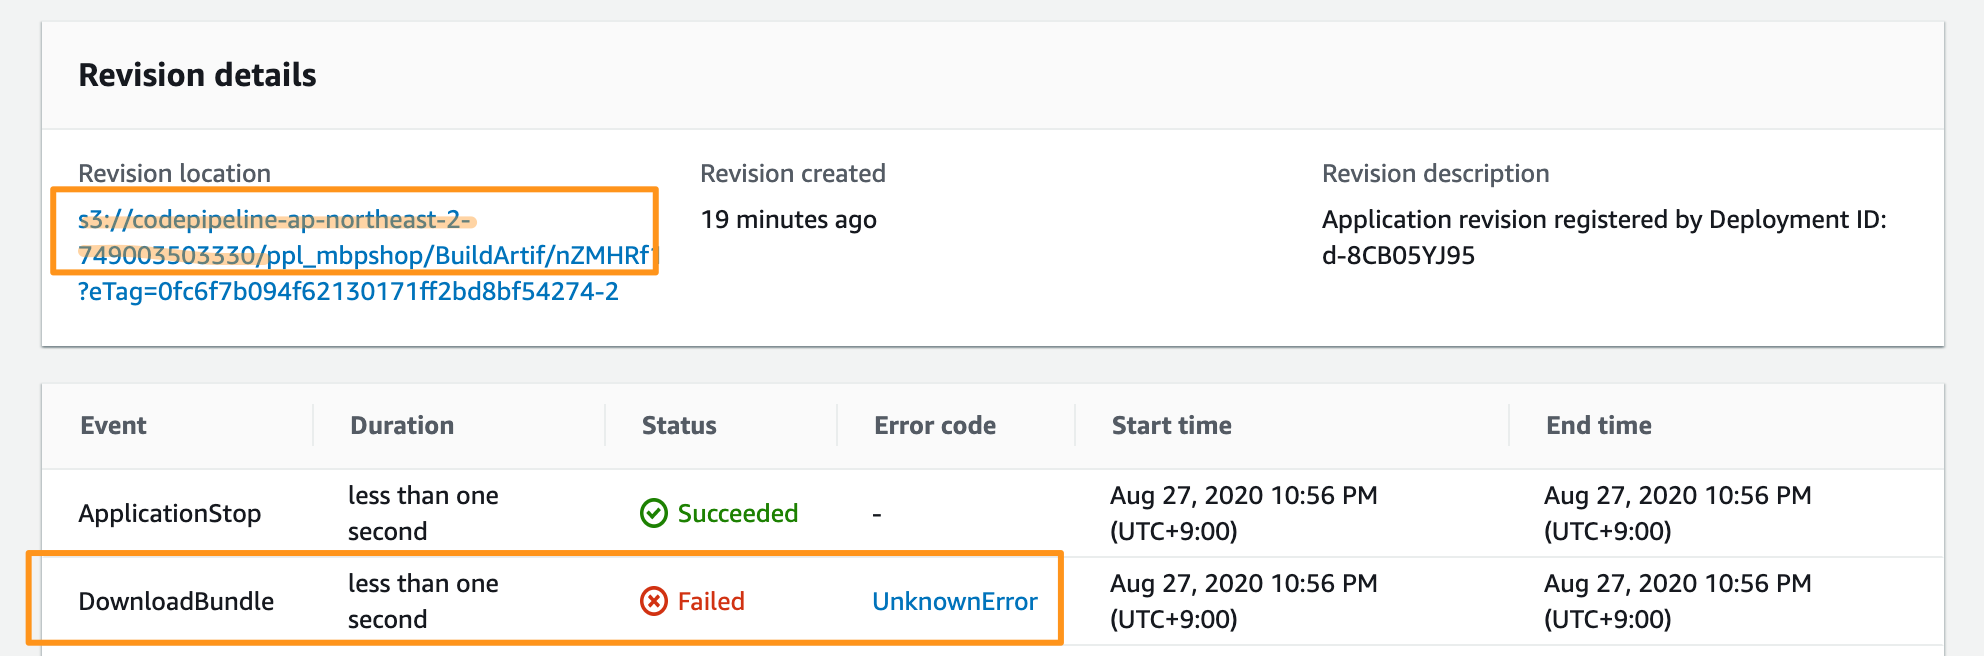 Revision details
Revision location
Revision created
Revision description
s3://codepipeline-ap-northeast-2-
749003503330/ppl_mbpshop/BuildArtif/nZMHRf1
?eTag=0fc6f7b094f62130171ff2bd8bf54274-2
19 minutes ago
Application revision registered by Deployment ID:
d-8CB05YJ95
Event Duration Status Error code Start time End time
ApplicationStop
less than one
second
Succeeded
-
Aug 27, 2020 10:56 PM
(UTC+9:00)
Aug 27, 2020 10:56 PM
(UTC+9:00)
DownloadBundle
less than one
second
Failed
UnknownError
Aug 27, 2020 10:56 PM
(UTC+9:00)
Aug 27, 2020 10:56 PM
(UTC+9:00)